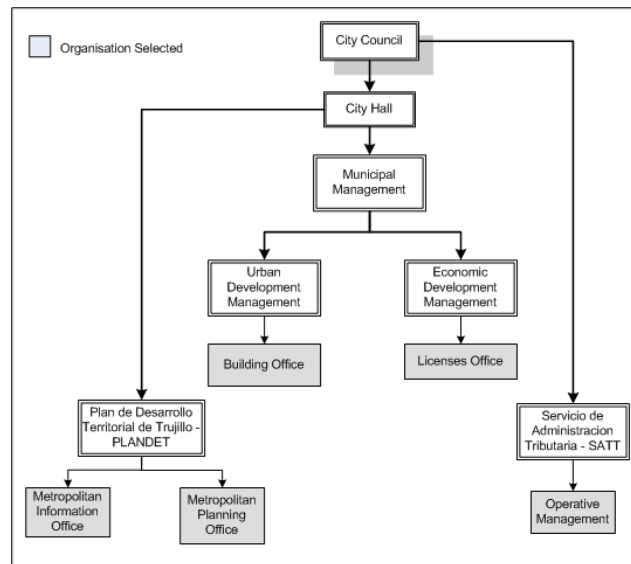 Organisation Selected
City Council
City Hall
Municipal
Management
Urban
Development
Management
Economic
Development
Management
Building Office
Licenses Office
Plan de Desarrollo
Territorial de Trujillo -
PLANDET
Servicio de
Administracion
Tributaria - SATT
Metropolitan
Information
Office
Metropolitan
Planning
Office
Operative
Management